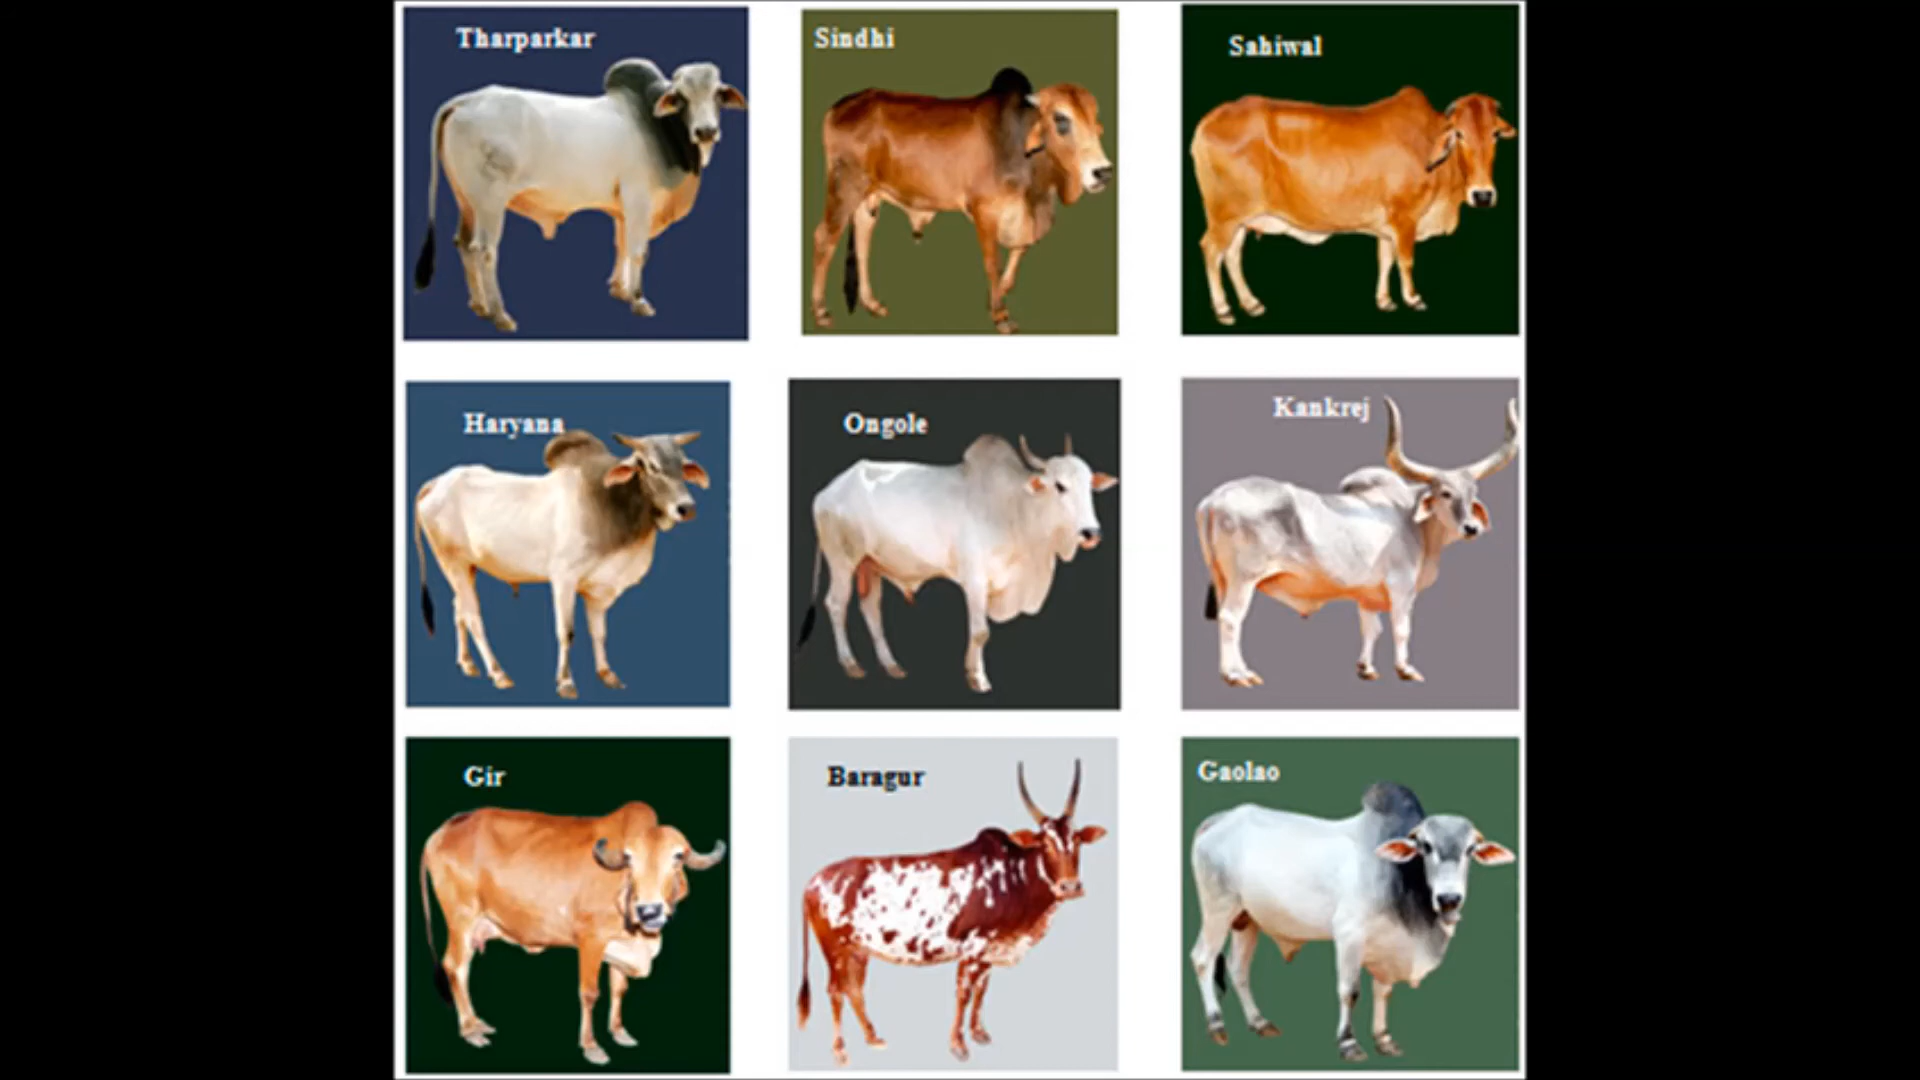 Tharparkar
Sindhi
Sahiwal
Haryana
Ongole
Kankrej
Gir
Baragur
Gaolao